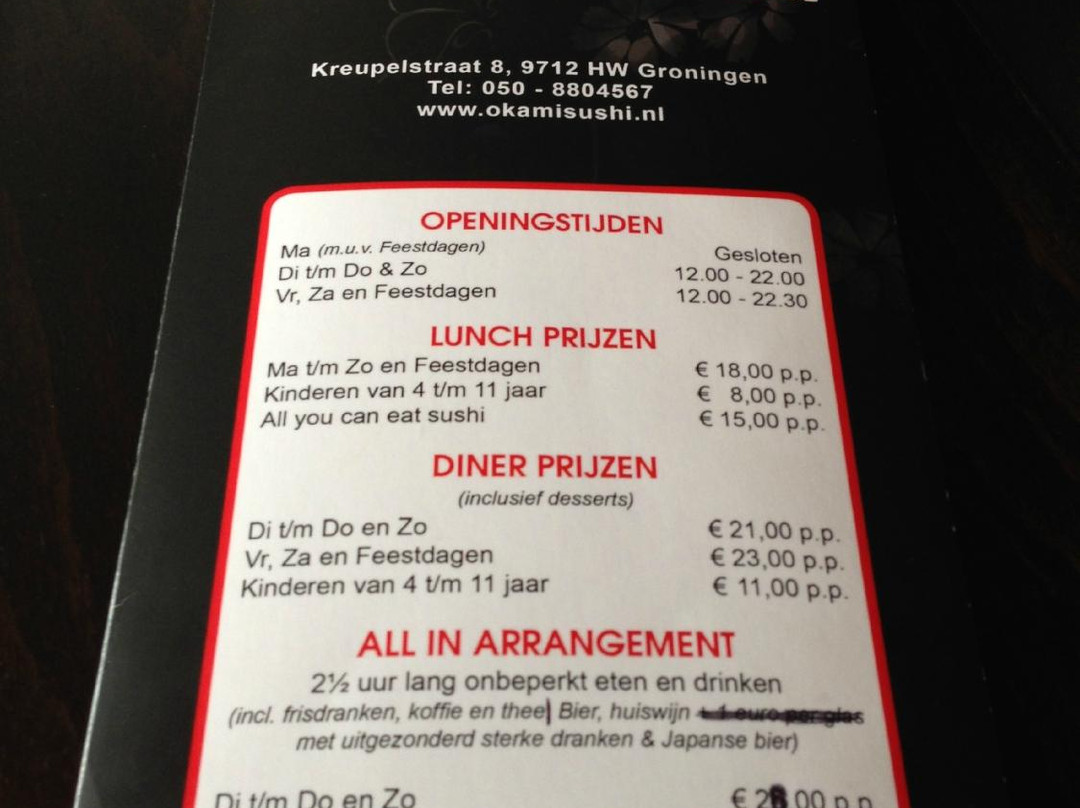 Kreupelstraat 8, 9712 HW Groningen
Tel: 050 - 8804567
www.okamisushi.nl
OPENINGSTIJDEN
Ma (m.u.v. Feestdagen) Gesloten
Di t/m Do & Zo 12.00 - 22.00
Vr, Za en Feestdagen 12.00 - 22.30
LUNCH PRIJZEN
Ma t/m Zo en Feestdagen € 18,00 p.p.
Kinderen van 4 t/m 11 jaar € 8,00 p.p.
All you can eat sushi € 15,00 p.p.
DINER PRIJZEN
(inclusief desserts)
Di t/m Do en Zo € 21,00 p.p.
Vr, Za en Feestdagen € 23,00 p.p.
Kinderen van 4 t/m 11 jaar € 11,00 p.p.
ALL IN ARRANGEMENT
2½ uur lang onbeperkt eten en drinken
(incl. frisdranken, koffie en thee Bier, huiswijn + 1 euro per glas
met uitgezonderd sterke dranken & Japanse bier)
Di t/m Do en Zo